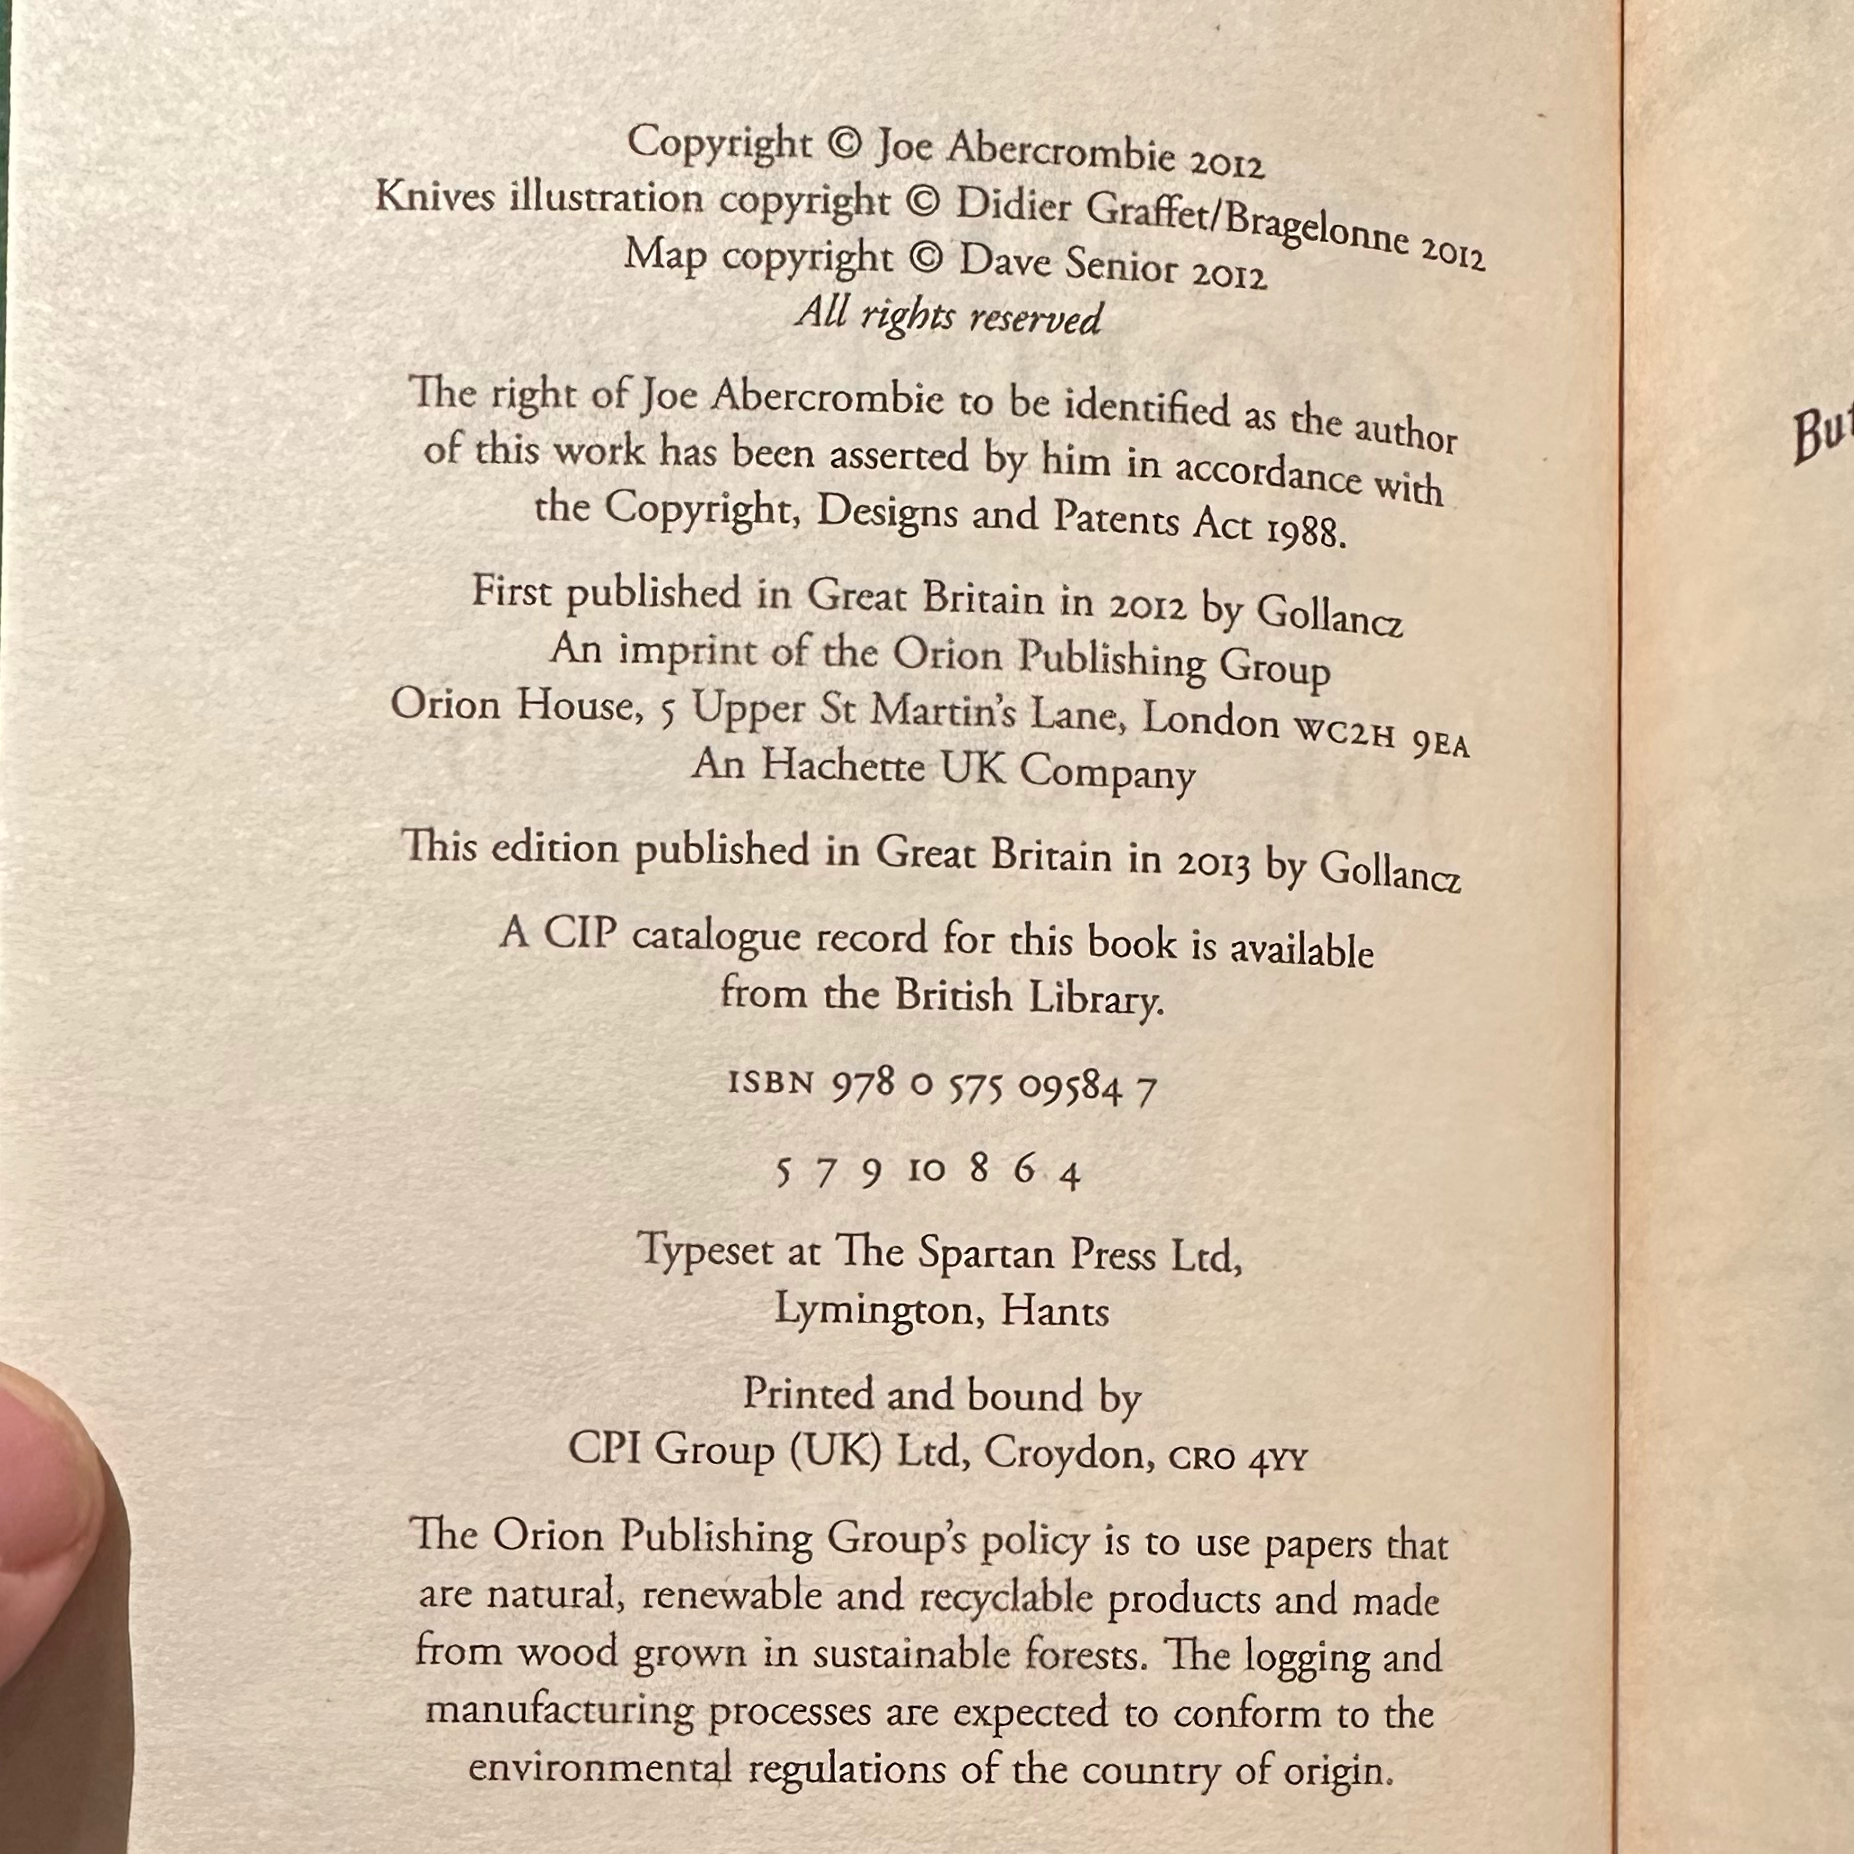 Copyright © Joe Abercrombie 2012
Knives illustration copyright © Didier Graffet/Bragelonne 2012
Map copyright © Dave Senior 2012
All rights reserved
The right of Joe Abercrombie to be identified as the author
of this work has been asserted by him in accordance with
the Copyright, Designs and Patents Act 1988.
First published in Great Britain in 2012 by Gollancz
An imprint of the Orion Publishing Group
Orion House, 5 Upper St Martin's Lane, London WC2H 9EA
An Hachette UK Company
This edition published in Great Britain in 2013 by Gollancz
A CIP catalogue record for this book is available
from the British Library.
ISBN 978 0 575 09584 7
5 7 9 10 8 6 4
Typeset at The Spartan Press Ltd,
Lymington, Hants
Printed and bound by
CPI Group (UK) Ltd, Croydon, CR0 4YY
The Orion Publishing Group's policy is to use papers that
are natural, renewable and recyclable products and made
from wood grown in sustainable forests. The logging and
manufacturing processes are expected to conform to the
environmental regulations of the country of origin.